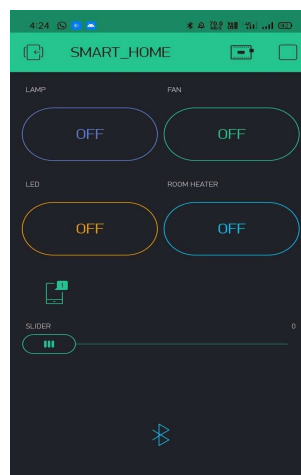 4:24
SMART_HOME
LAMP FAN
OFF OFF
LED ROOM HEATER
OFF OFF
1
SLIDER 0